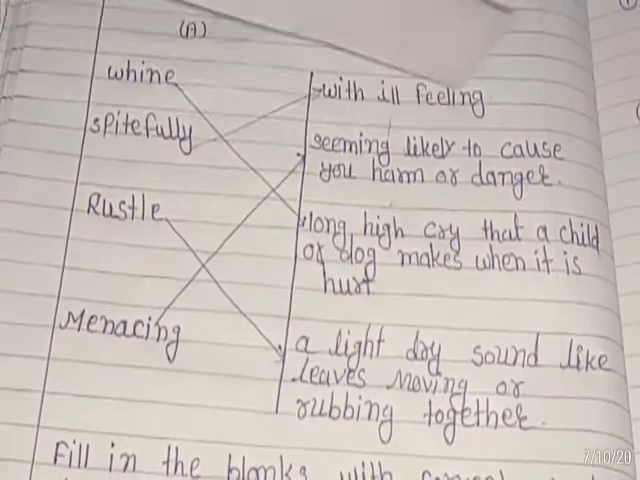 (A)
whine
with ill feeling
spitefully
seeming likely to cause
you harm or danger.
Rustle
long, high cry that a child
or dog makes when it is
hurt
Menacing
a light dry sound like
leaves moving or
rubbing together.
Fill in the blanks with
7/10/20